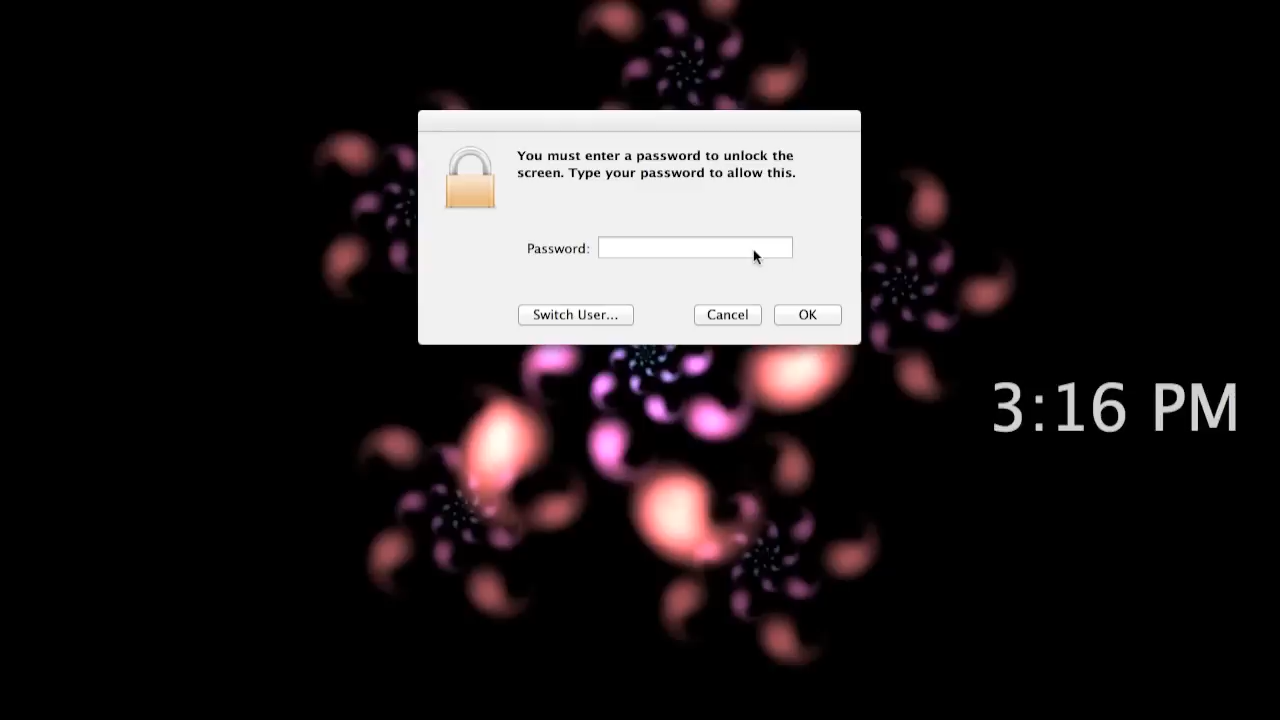 You must enter a password to unlock the
screen. Type your password to allow this.
Password:
Switch User...
Cancel
OK
3:16 PM